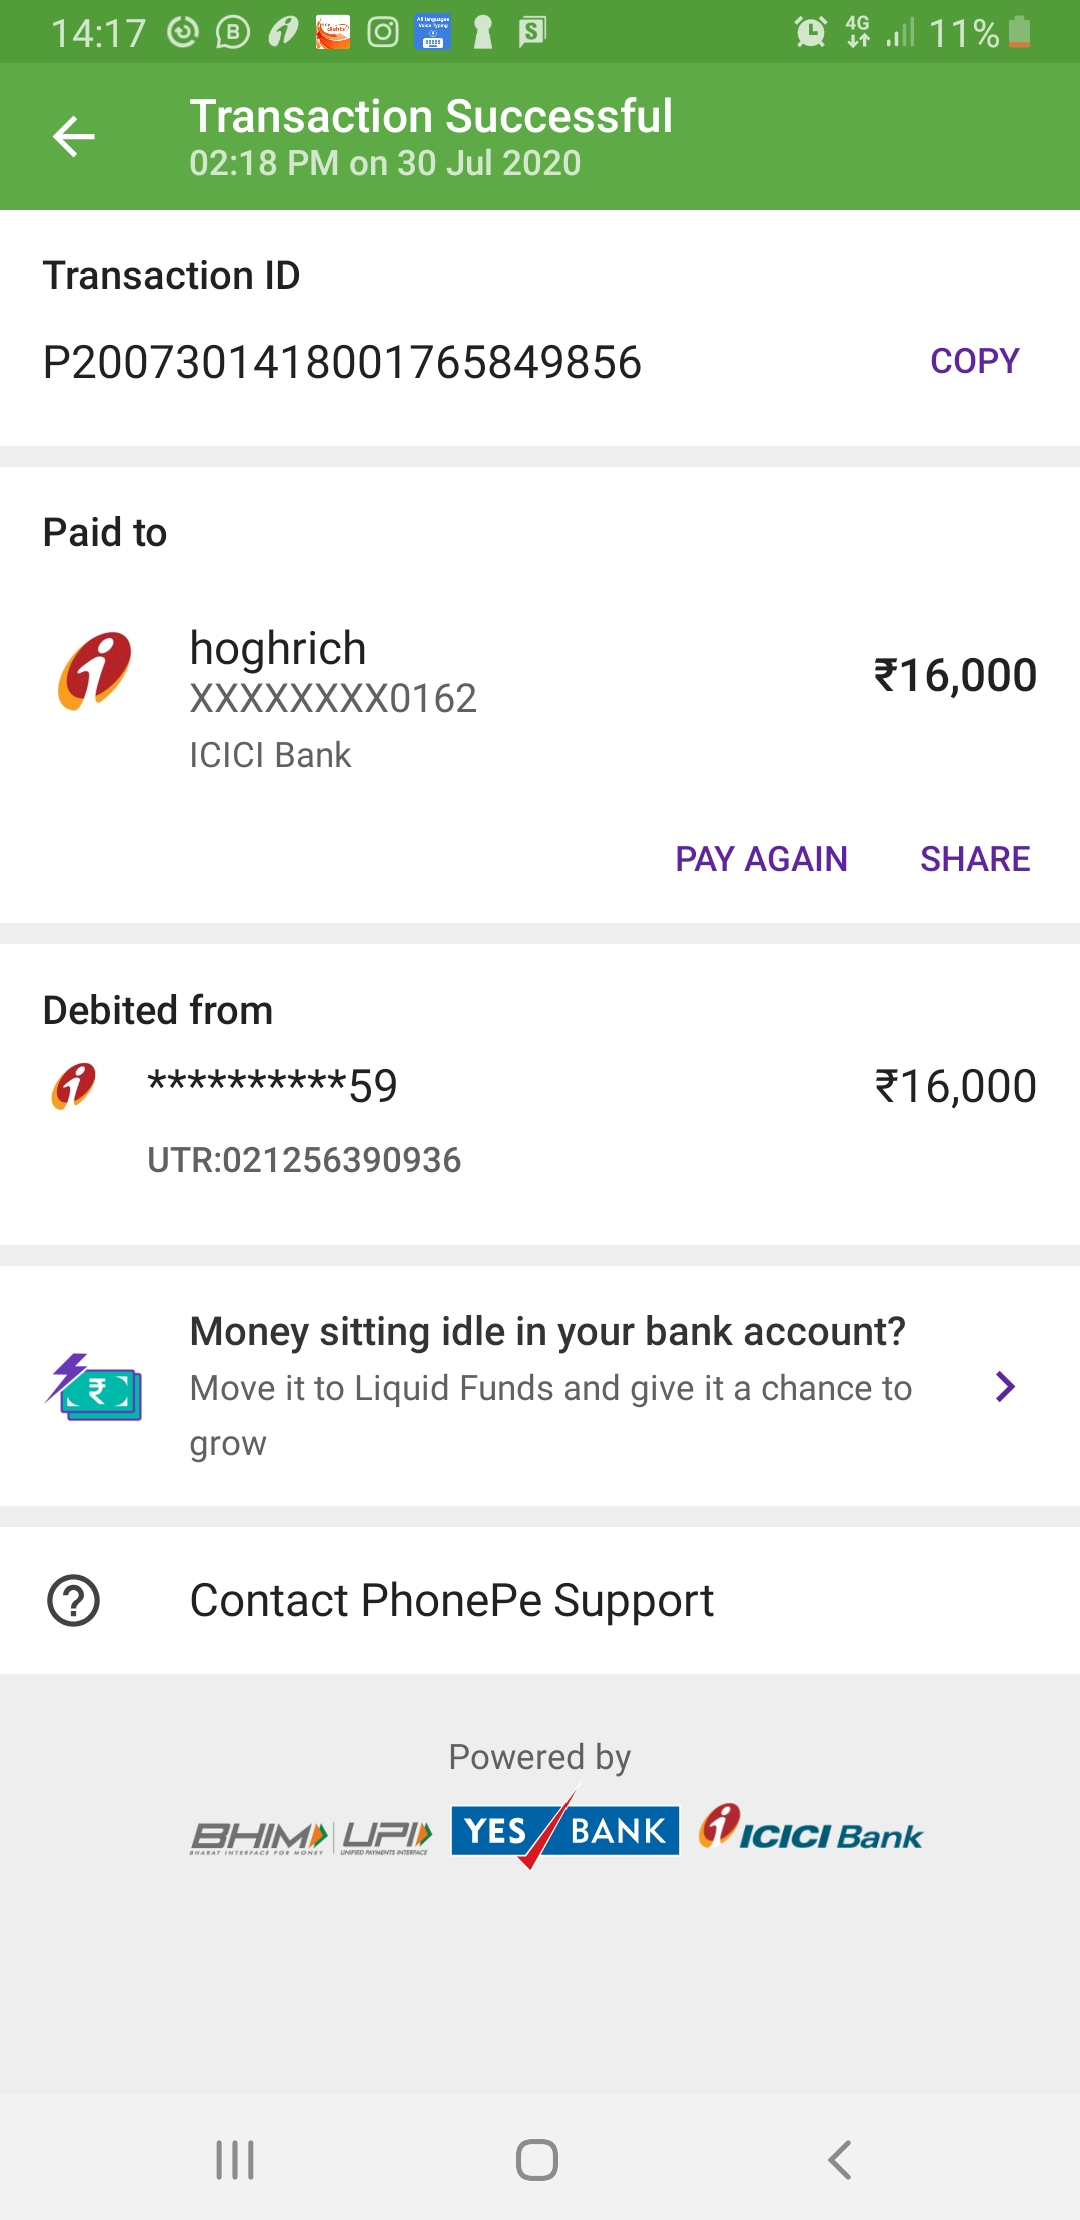 14:17 B S 4G 11%
Transaction Successful
02:18 PM on 30 Jul 2020
Transaction ID
P2007301418001765849856 COPY
Paid to
hoghrich
XXXXXXXX0162 ₹16,000
ICICI Bank
PAY AGAIN SHARE
Debited from
**********59 ₹16,000
UTR:021256390936
Money sitting idle in your bank account?
Move it to Liquid Funds and give it a chance to
grow
Contact PhonePe Support
Powered by
BHIM UPI YES BANK ICICI Bank
BHARAT INTERFACE FOR MONEY UNIFIED PAYMENTS INTERFACE